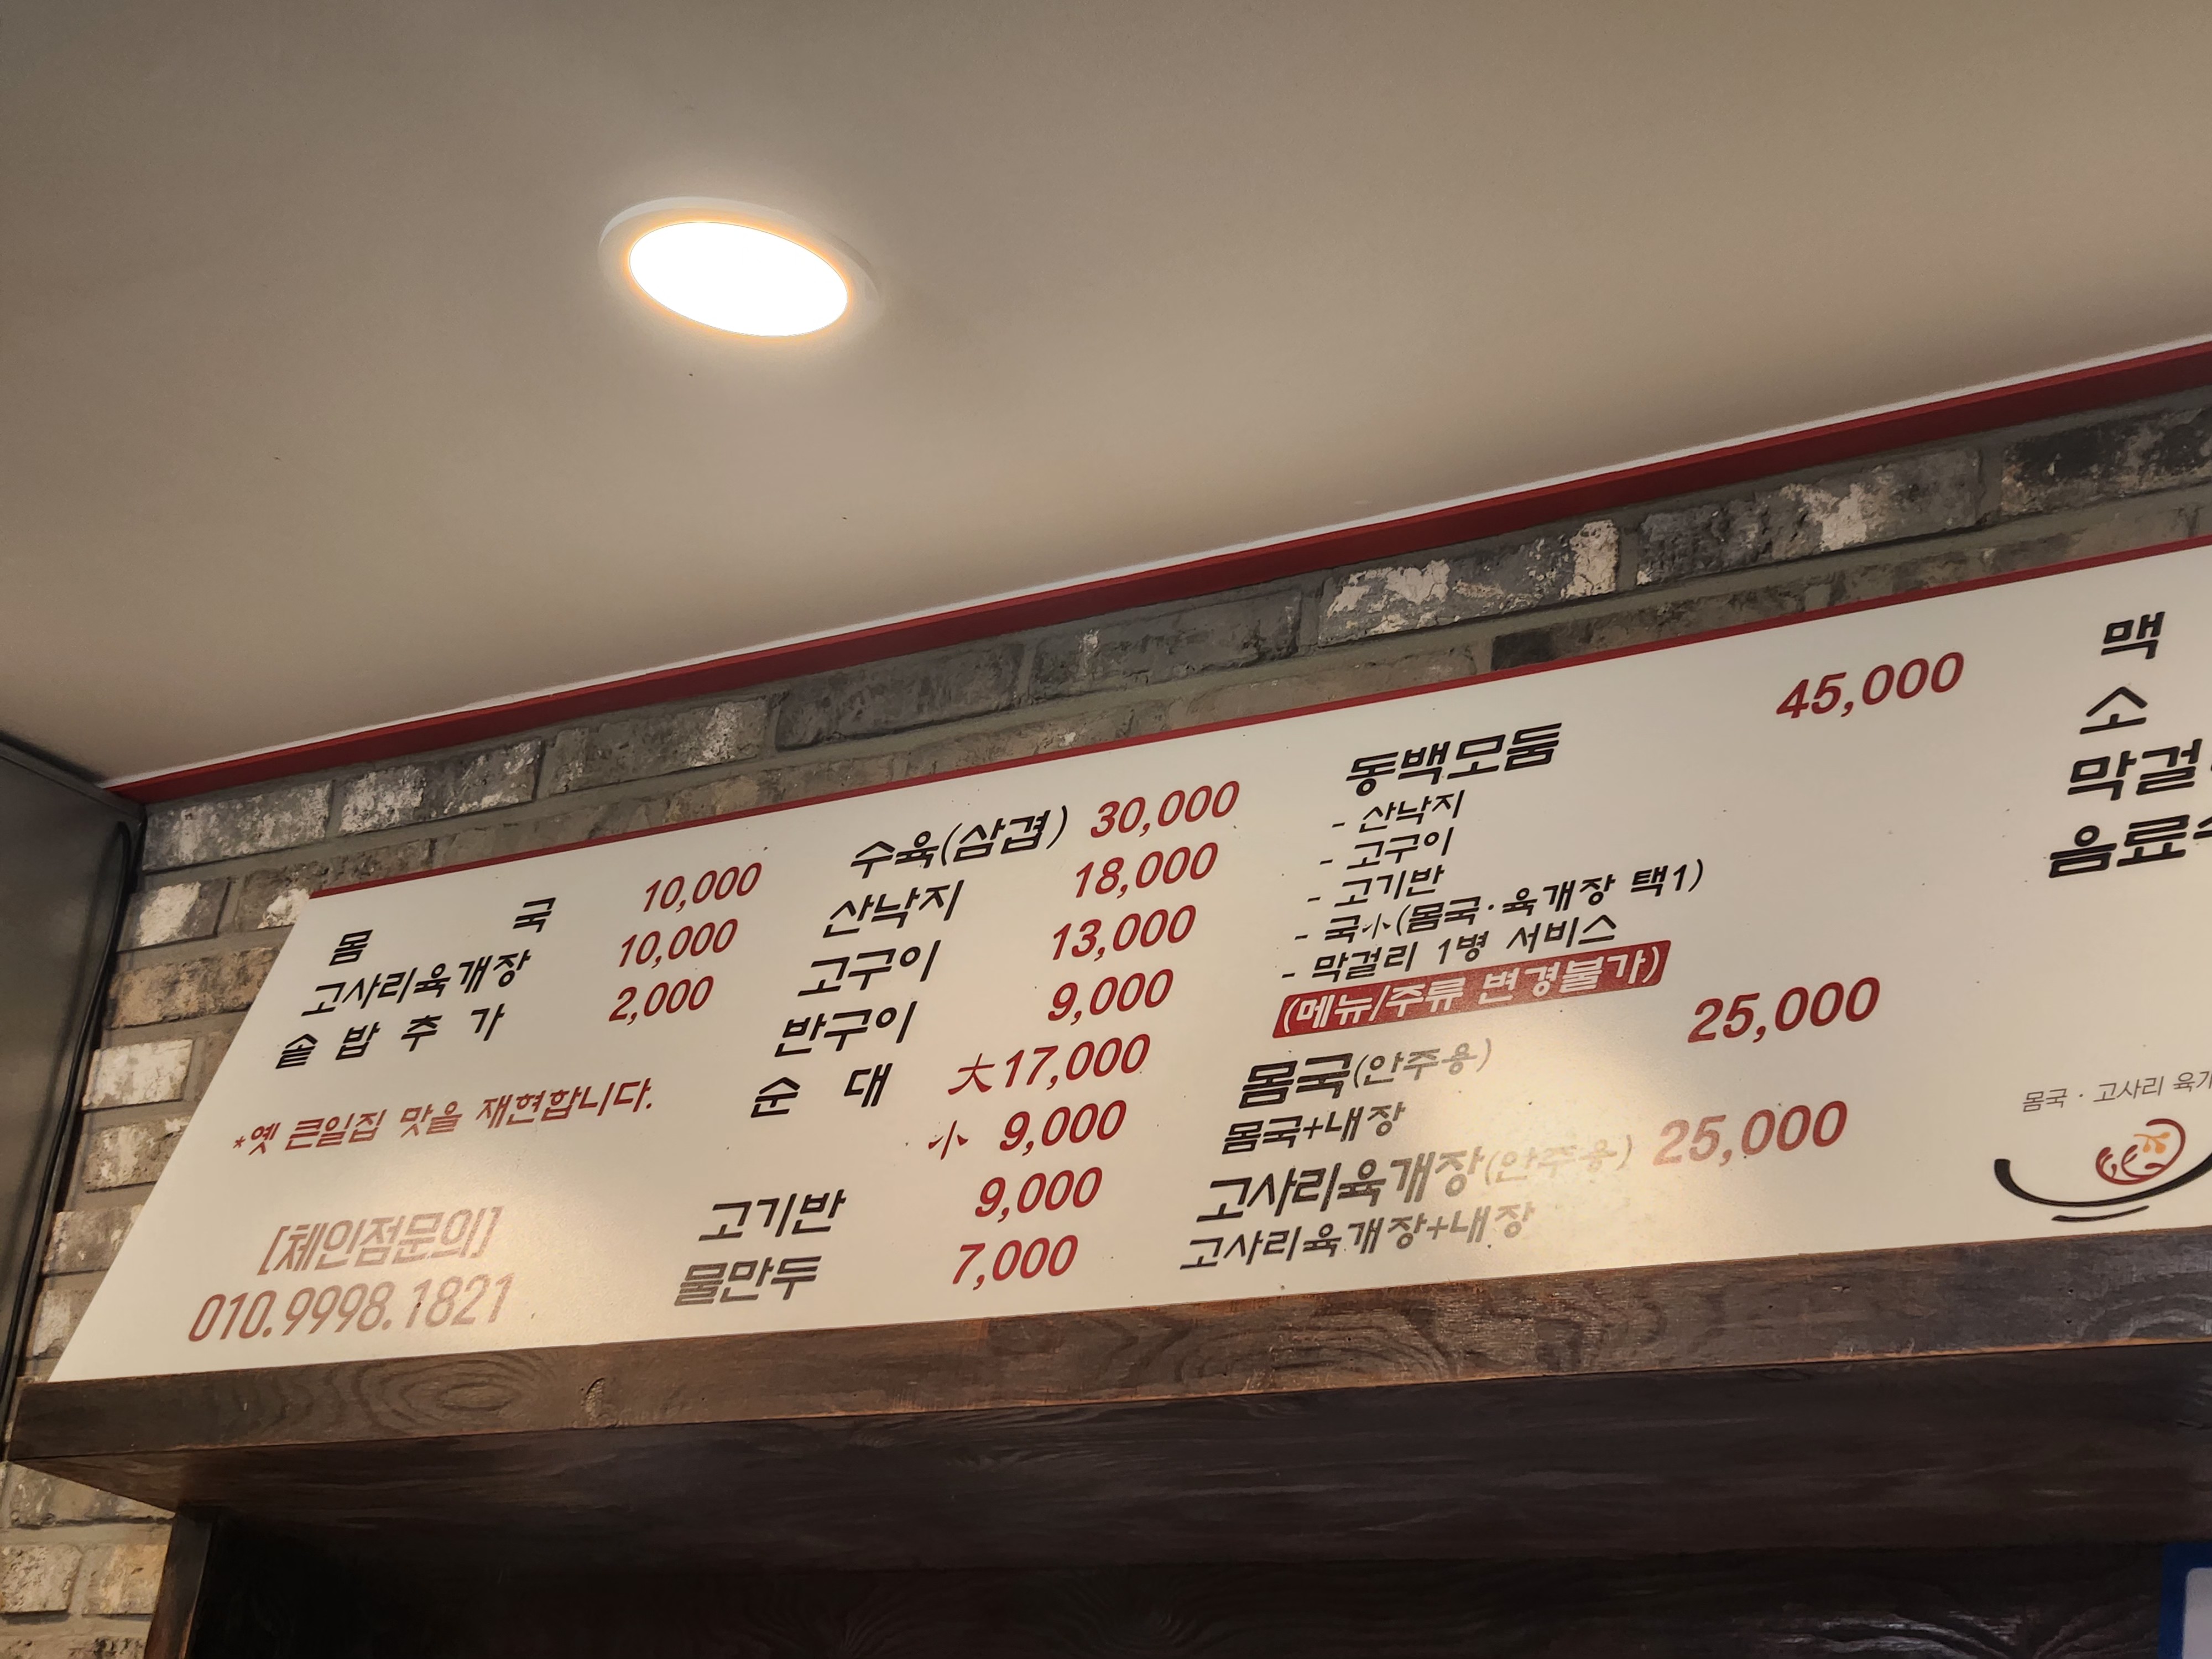 몸 국 10,000
고사리육개장 10,000
솥 밥 추 가 2,000
*옛 큰일집 맛을 재현합니다.
[체인점문의]
010.9998.1821
수육(삼겹) 30,000
산낙지 18,000
고구이 13,000
반구이 9,000
순 대 大 17,000
小 9,000
고기반 9,000
물만두 7,000
동백모둠 45,000
- 산낙지
- 고구이
- 고기반
- 국小(몸국·육개장 택1)
- 막걸리 1병 서비스
(메뉴/주류 변경불가)
몸국(안주용) 25,000
몸국+내장
고사리육개장(안주용) 25,000
고사리육개장+내장
맥
소
막걸
음료
몸국 · 고사리 육개